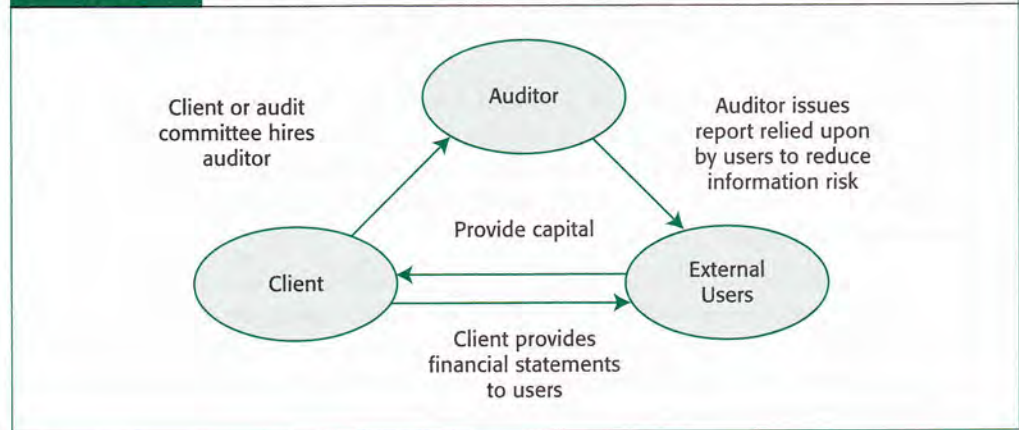 Auditor
Client or audit
committee hires
auditor
Auditor issues
report relied upon
by users to reduce
information risk
Provide capital
Client
External
Users
Client provides
financial statements
to users